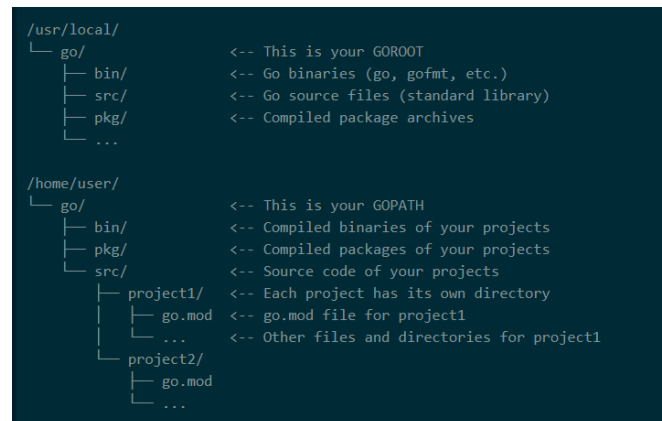 /usr/local/
└── go/                <-- This is your GOROOT
    ├── bin/           <-- Go binaries (go, gofmt, etc.)
    ├── src/           <-- Go source files (standard library)
    ├── pkg/           <-- Compiled package archives
    └── ...
/home/user/
└── go/                <-- This is your GOPATH
    ├── bin/           <-- Compiled binaries of your projects
    ├── pkg/           <-- Compiled packages of your projects
    └── src/           <-- Source code of your projects
        ├── project1/  <-- Each project has its own directory
        │   ├── go.mod <-- go.mod file for project1
        │   └── ...    <-- Other files and directories for project1
        └── project2/
            ├── go.mod
            └── ...